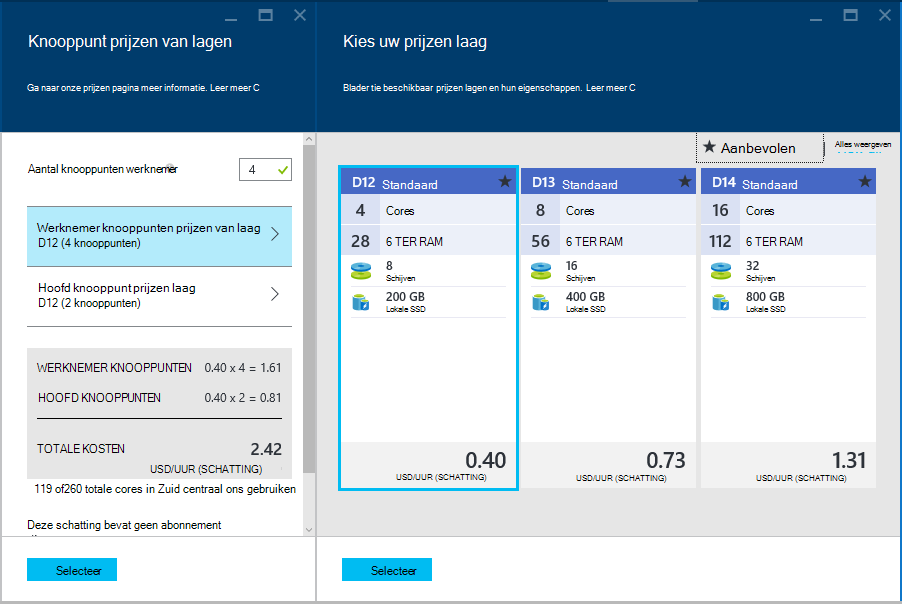 Knooppunt prijzen van lagen
Ga naar onze prijzen pagina meer informatie. Leer meer C
Aantal knooppunten werknemer
4
Werknemer knooppunten prijzen van laag
D12 (4 knooppunten)
Hoofd knooppunt prijzen laag
D12 (2 knooppunten)
WERKNEMER KNOOPPUNTEN 0.40 x 4 = 1.61
HOOFD KNOOPPUNTEN 0.40 x 2 = 0.81
TOTALE KOSTEN 2.42
USD/UUR (SCHATTING)
119 of260 totale cores in Zuid centraal ons gebruiken
Deze schatting bevat geen abonnement
Selecteer
Kies uw prijzen laag
Blader tie beschikbaar prijzen lagen en hun eigenschappen. Leer meer C
Aanbevolen
Alles weergeven
D12 Standaard
4 Cores
28 6 TER RAM
8
Schijven
200 GB
Lokale SSD
0.40
USD/UUR (SCHATTING)
D13 Standaard
8 Cores
56 6 TER RAM
16
Schijven
400 GB
Lokale SSD
0.73
USD/UUR (SCHATTING)
D14 Standaard
16 Cores
112 6 TER RAM
32
Schijven
800 GB
Lokale SSD
1.31
USD/UUR (SCHATTING)
Selecteer